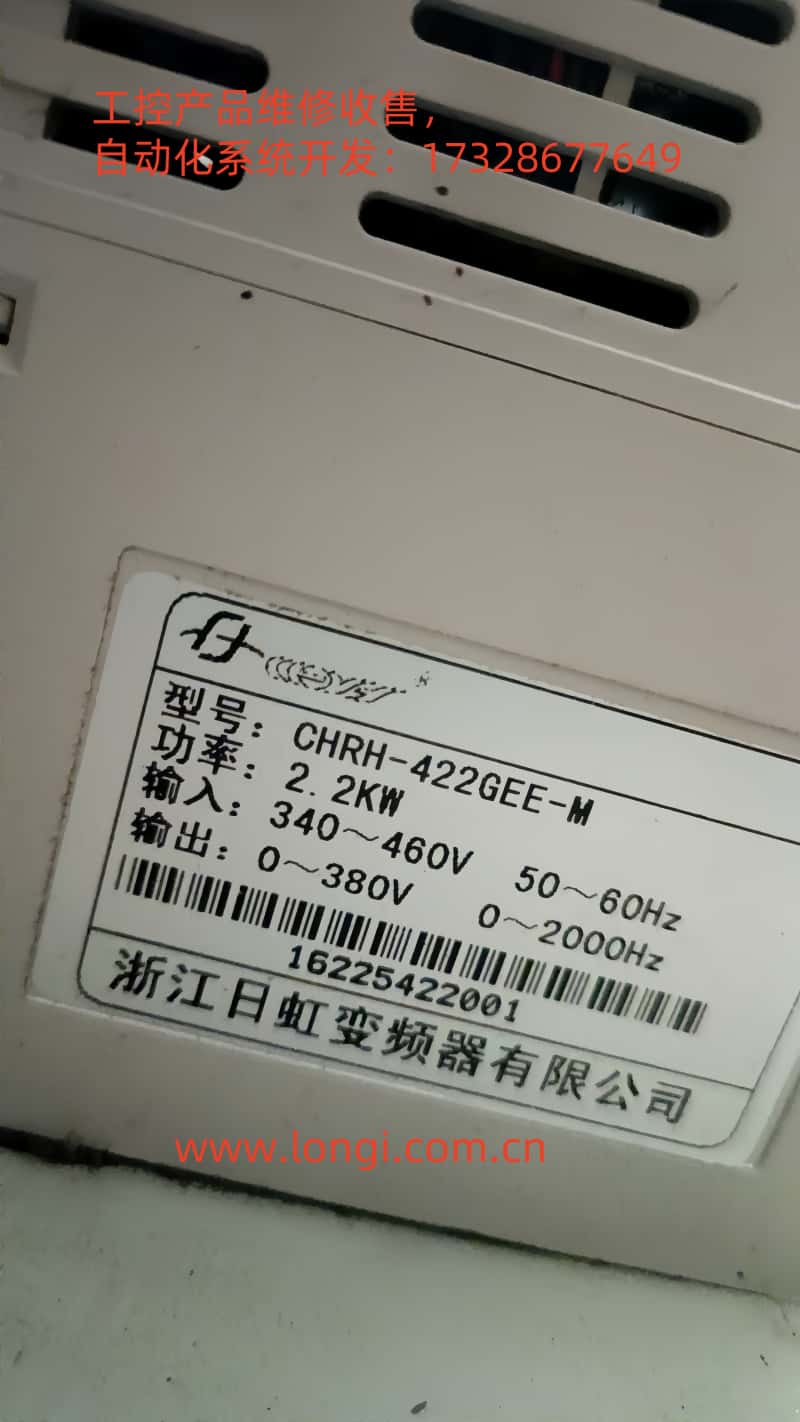 工控产品维修收售，
自动化系统开发：17328677649
型号：CHRH-422GEE-M
功率：2.2KW
输入：340～460V 50～60Hz
输出：0～380V 0～2000Hz
16225422001
浙江日虹变频器有限公司
www.longi.com.cn